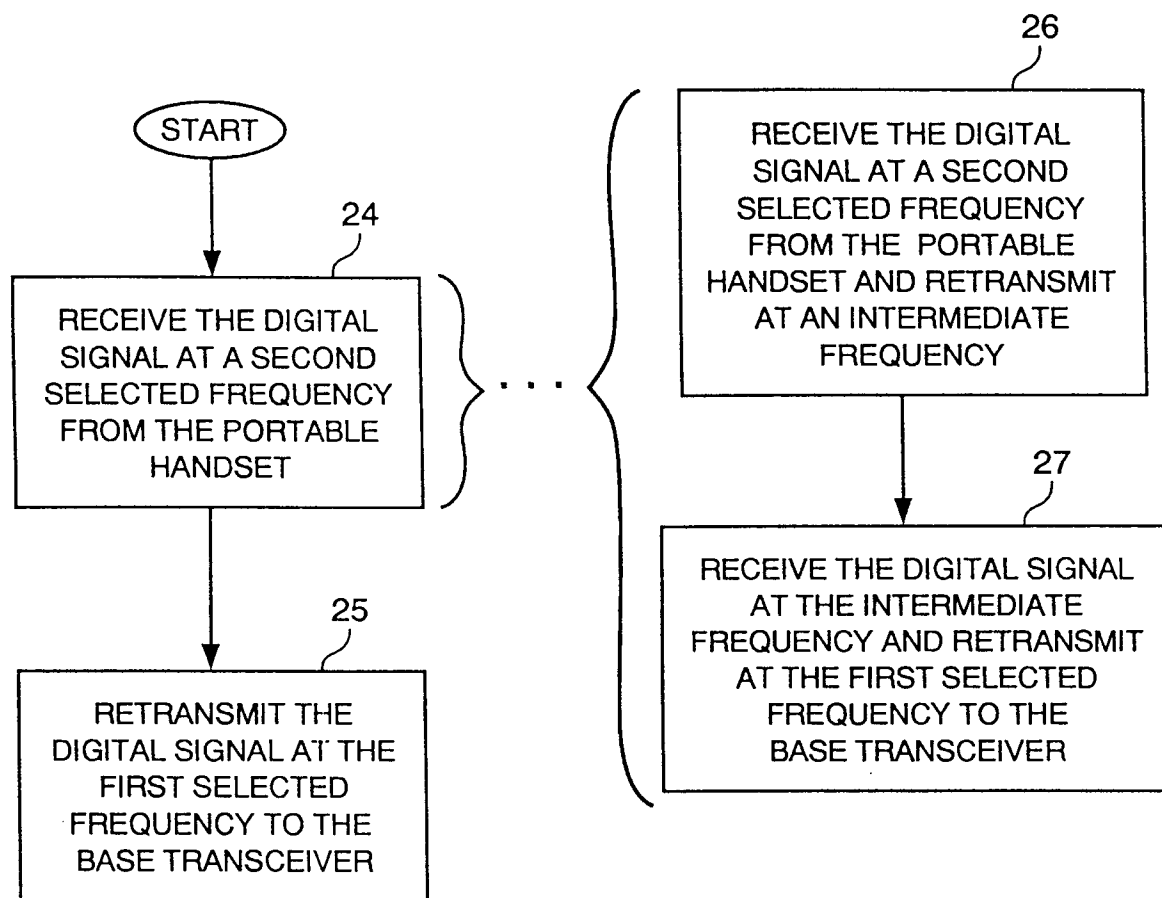 START
24
RECEIVE THE DIGITAL
SIGNAL AT A SECOND
SELECTED FREQUENCY
FROM THE PORTABLE
HANDSET
25
RETRANSMIT THE
DIGITAL SIGNAL AT THE
FIRST SELECTED
FREQUENCY TO THE
BASE TRANSCEIVER
. . .
26
RECEIVE THE DIGITAL
SIGNAL AT A SECOND
SELECTED FREQUENCY
FROM THE PORTABLE
HANDSET AND RETRANSMIT
AT AN INTERMEDIATE
FREQUENCY
27
RECEIVE THE DIGITAL SIGNAL
AT THE INTERMEDIATE
FREQUENCY AND RETRANSMIT
AT THE FIRST SELECTED
FREQUENCY TO THE
BASE TRANSCEIVER